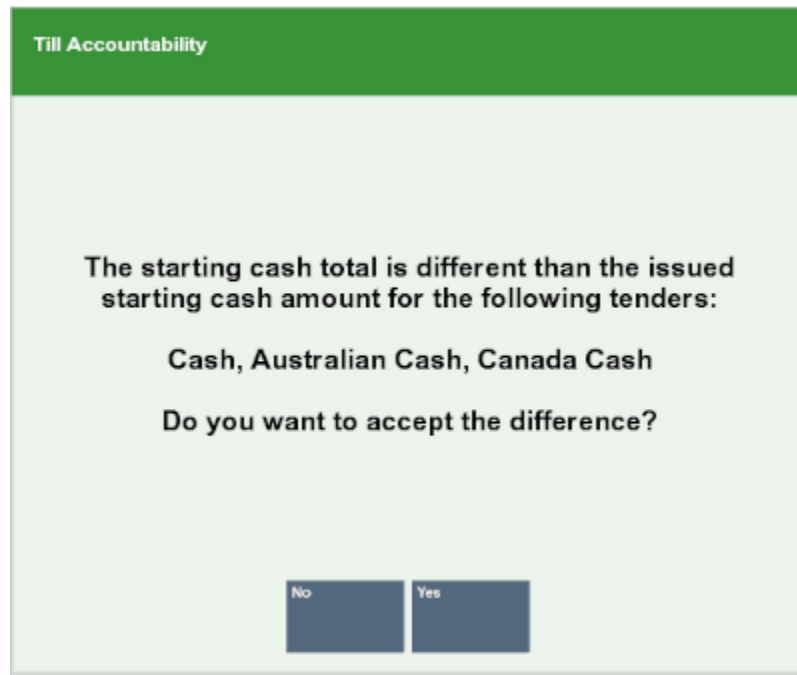 Till Accountability
The starting cash total is different than the issued
starting cash amount for the following tenders:
Cash, Australian Cash, Canada Cash
Do you want to accept the difference?
No
Yes